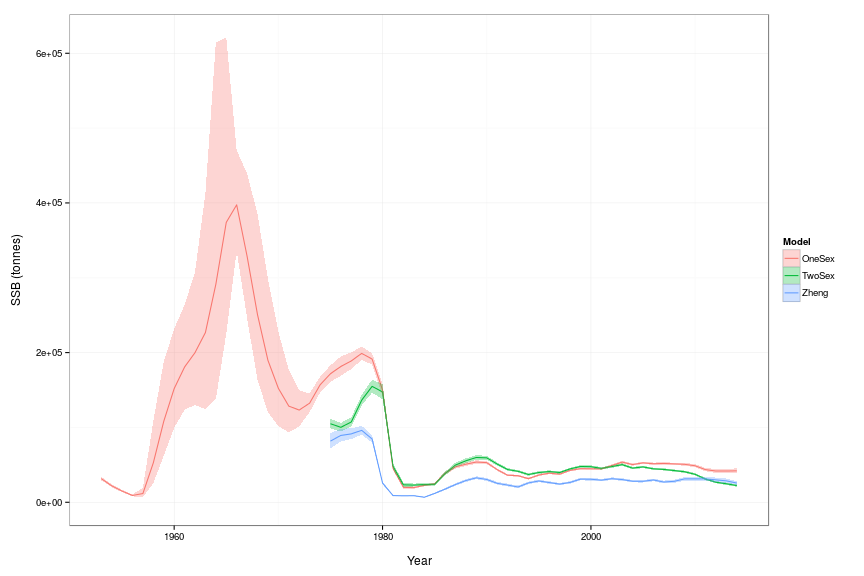 6e+05
4e+05
2e+05
0e+00
SSB (tonnes)
1960
1980
2000
Year
Model
OneSex
TwoSex
Zheng